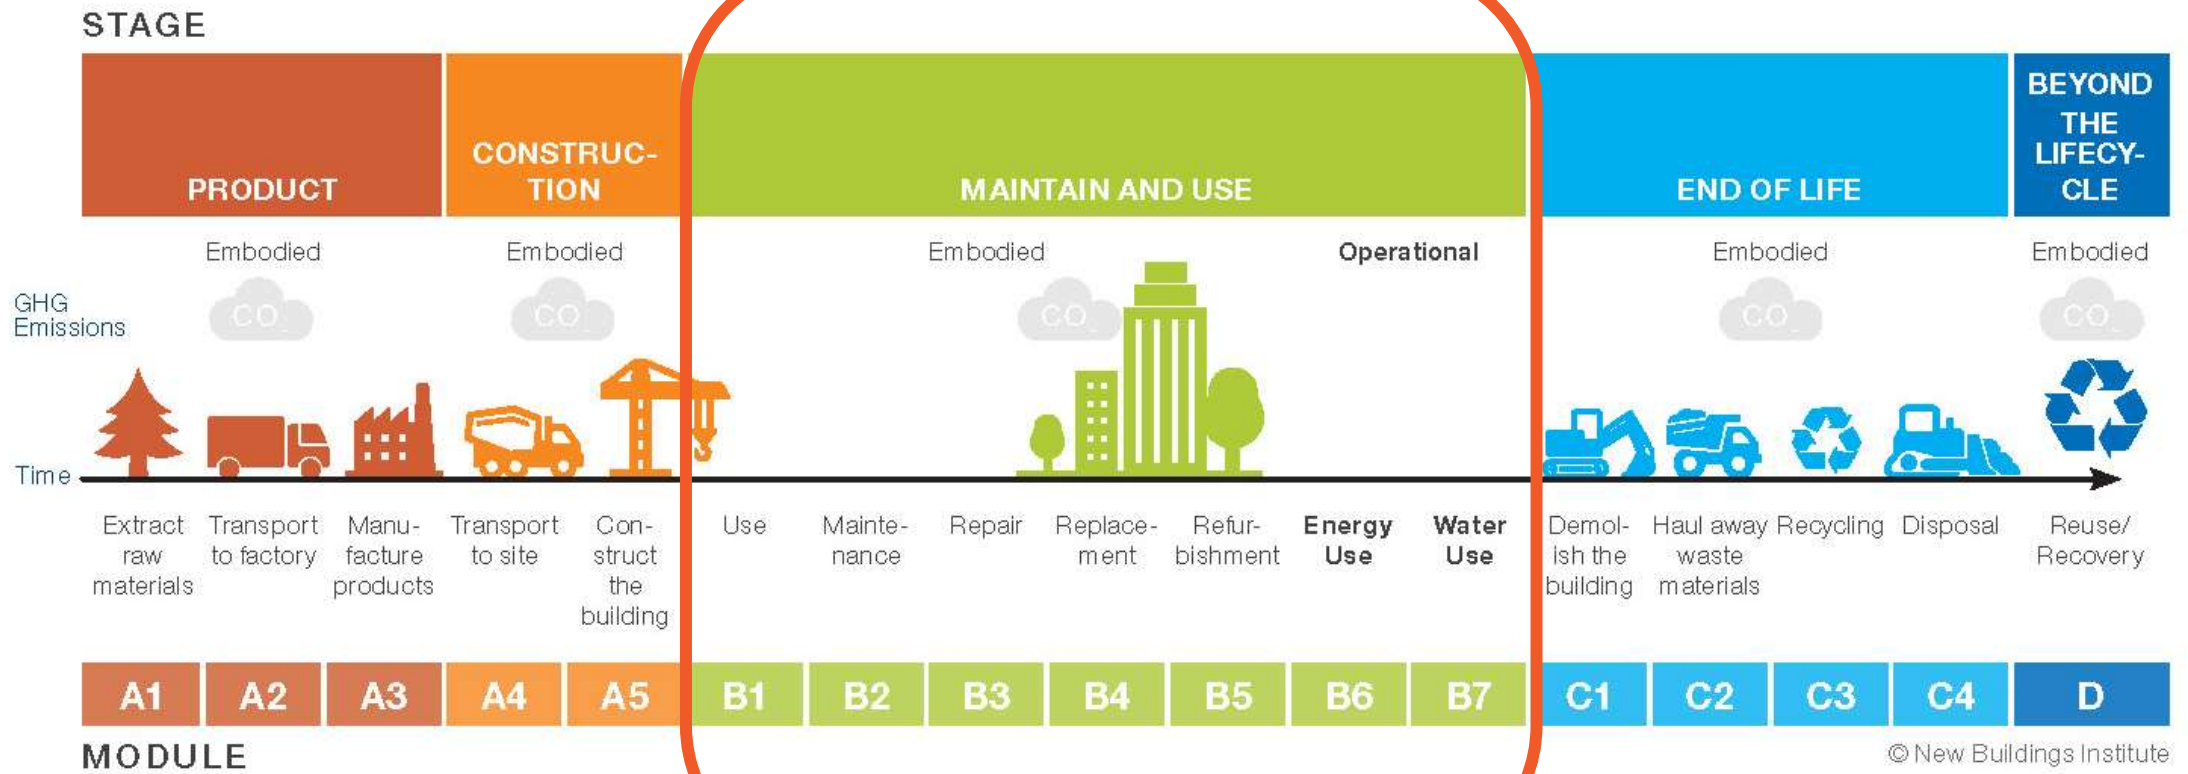 STAGE
PRODUCT
CONSTRUC-
TION
MAINTAIN AND USE
END OF LIFE
BEYOND
THE
LIFECY-
CLE
Embodied
Embodied
Embodied
Operational
Embodied
Embodied
GHG
Emissions
CO
CO
CO
CO
CO
Time
Extract
raw
materials
Transport
to factory
Manu-
facture
products
Transport
to site
Con-
struct
the
building
Use
Mainte-
nance
Repair
Replace-
ment
Refur-
bishment
Energy
Use
Water
Use
Demol-
ish the
building
Haul away
waste
materials
Recycling
Disposal
Reuse/
Recovery
A1 A2 A3 A4 A5 B1 B2 B3 B4 B5 B6 B7 C1 C2 C3 C4 D
MODULE
© New Buildings Institute